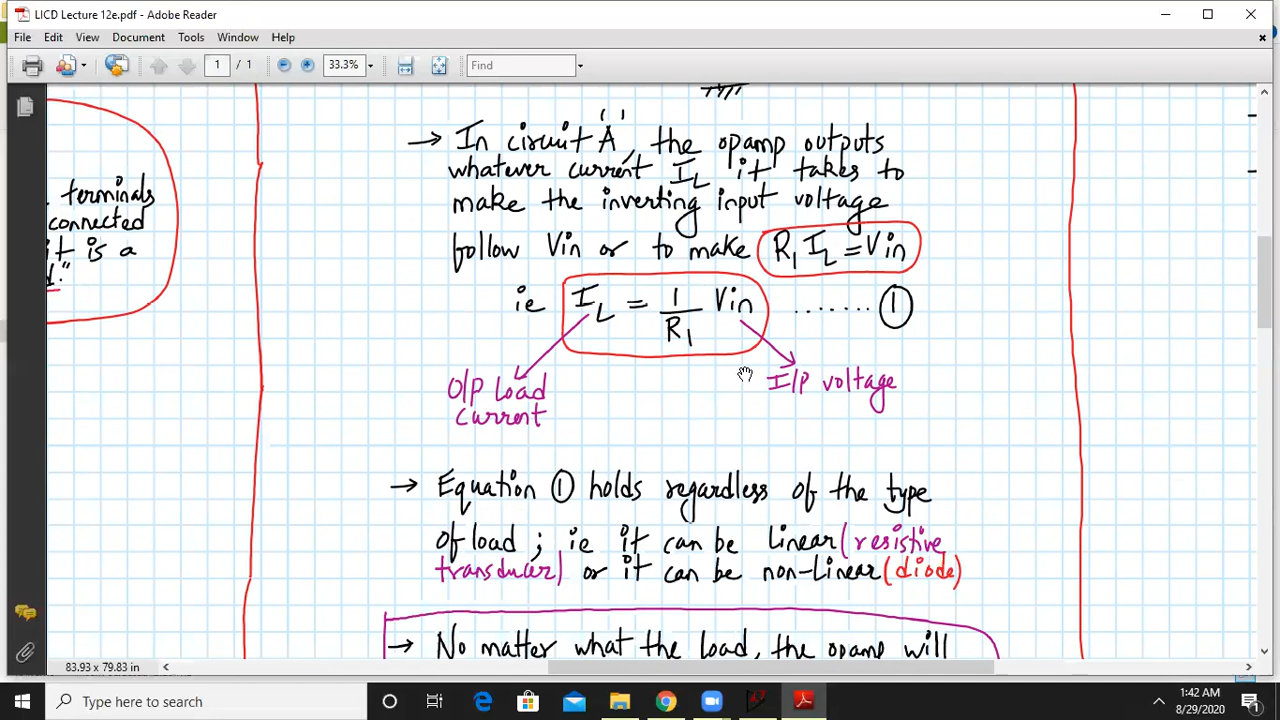 LICD Lecture 12e.pdf - Adobe Reader
File Edit View Document Tools Window Help
1 / 1 33.3% Find
terminals
connected
it is a
d."
→ In circuit 'A', the opamp outputs
whatever current IL it takes to
make the inverting input voltage
follow Vin or to make R1 IL = Vin
ie IL = 1/R1 Vin ....... ①
O/P load
current
I/P voltage
→ Equation ① holds regardless of the type
of load ; ie it can be linear (resistive
transducer) or it can be non-linear (diode)
→ No matter what the load, the opamp will
83.93 x 79.83 in
Type here to search
1:42 AM
8/29/2020